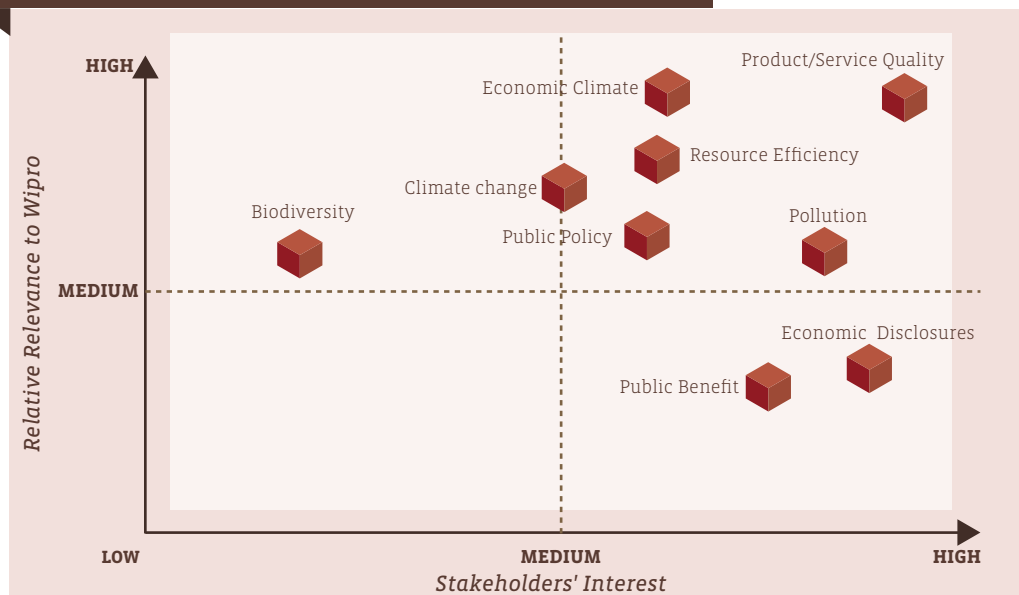 Product/Service Quality
HIGH
Economic Climate
Resource Efficiency
Climate change
Biodiversity
Pollution
Public Policy
MEDIUM
Economic Disclosures
Public Benefit
Relative Relevance to Wipro
LOW
MEDIUM
HIGH
Stakeholders' Interest